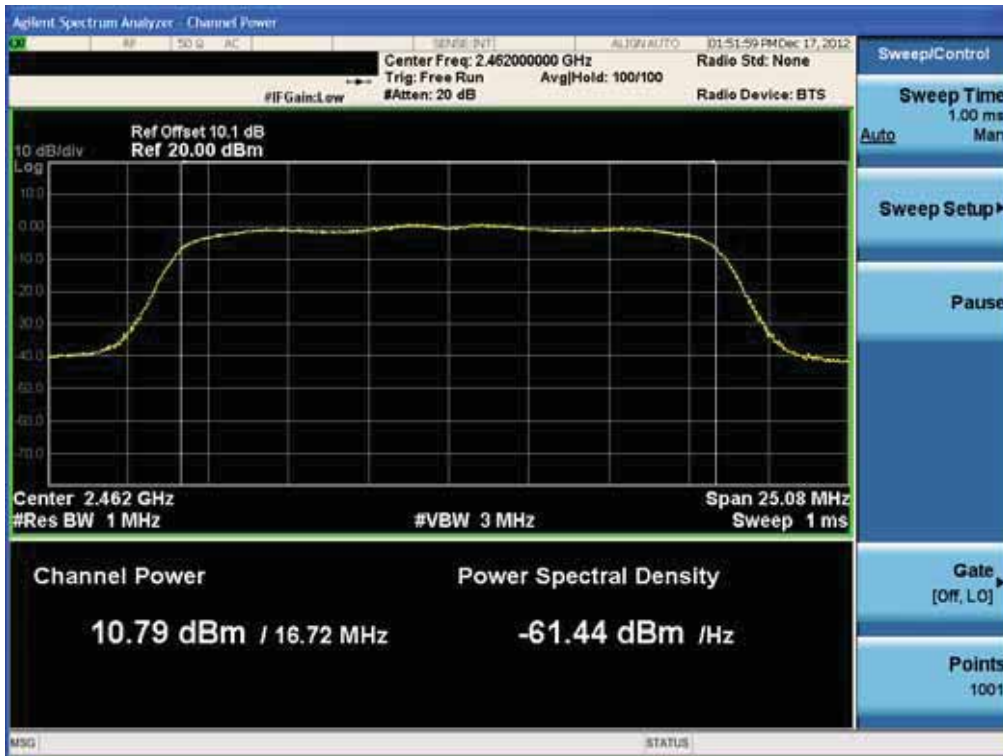 Agilent Spectrum Analyzer - Channel Power
RF 50 Ω AC SENSE:INT ALIGN AUTO 01:51:59 PM Dec 17, 2012
Center Freq: 2.462000000 GHz Radio Std: None
Trig: Free Run Avg|Hold: 100/100
#IFGain:Low #Atten: 20 dB Radio Device: BTS
Ref Offset 10.1 dB
10 dB/div Ref 20.00 dBm
Log
10.0
0.00
-10.0
-20.0
-30.0
-40.0
-50.0
-60.0
-70.0
Center 2.462 GHz Span 25.08 MHz
#Res BW 1 MHz #VBW 3 MHz Sweep 1 ms
Channel Power Power Spectral Density
10.79 dBm / 16.72 MHz -61.44 dBm /Hz
MSG STATUS
Sweep/Control
Sweep Time
1.00 ms
Auto Man
Sweep Setup
Pause
Gate
[Off, LO]
Points
1001